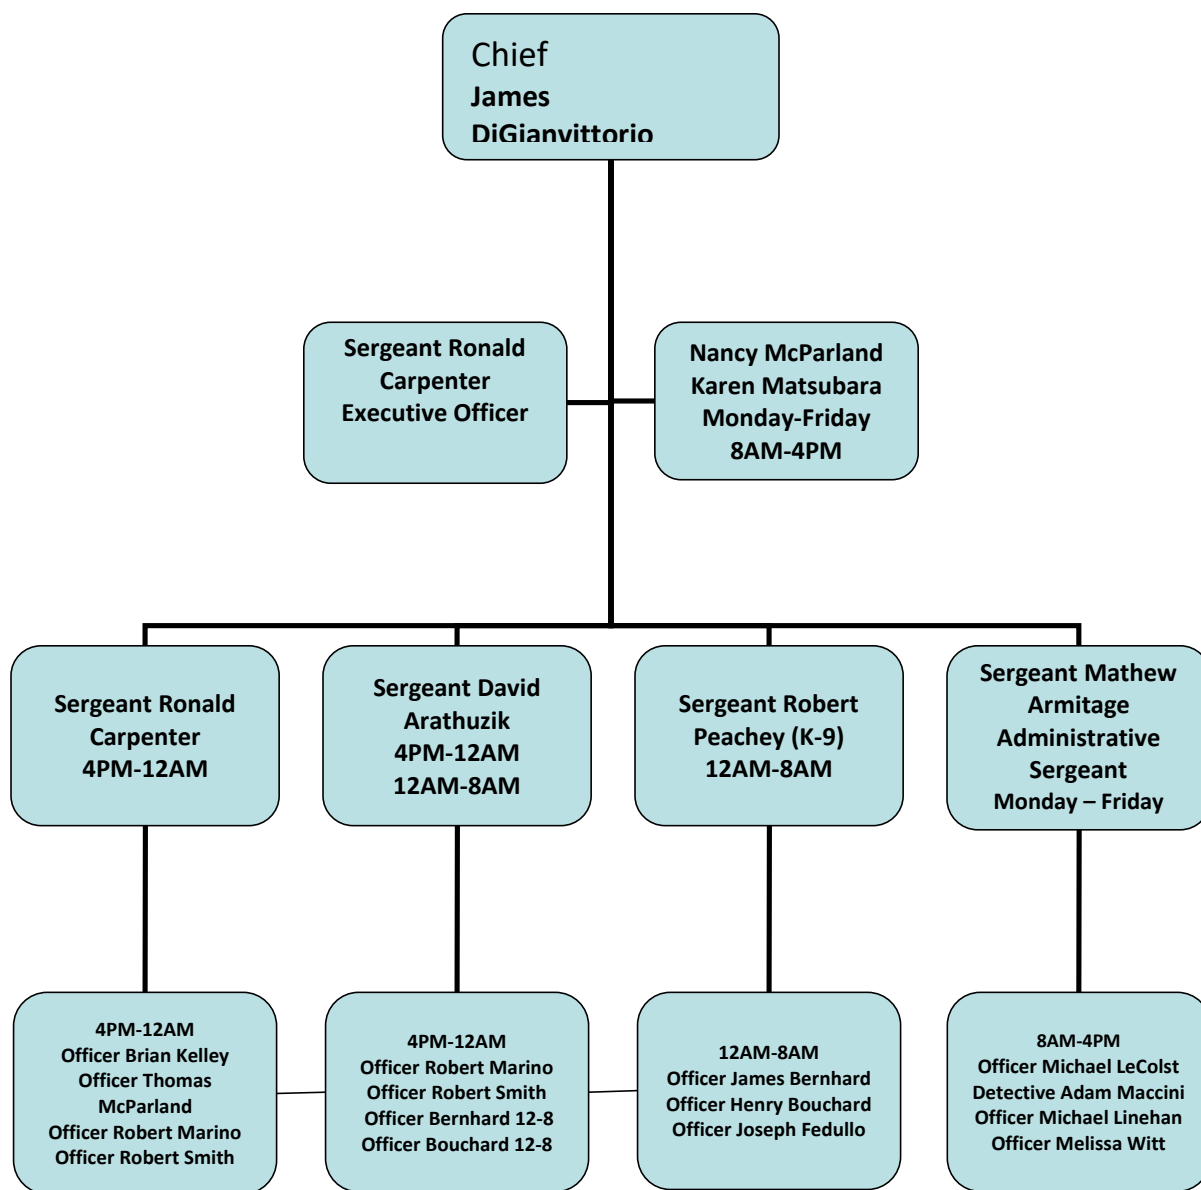 Chief
James
DiGianvittorio
Sergeant Ronald
Carpenter
Executive Officer
Nancy McParland
Karen Matsubara
Monday-Friday
8AM-4PM
Sergeant Ronald
Carpenter
4PM-12AM
Sergeant David
Arathuzik
4PM-12AM
12AM-8AM
Sergeant Robert
Peachey (K-9)
12AM-8AM
Sergeant Mathew
Armitage
Administrative
Sergeant
Monday – Friday
4PM-12AM
Officer Brian Kelley
Officer Thomas
McParland
Officer Robert Marino
Officer Robert Smith
4PM-12AM
Officer Robert Marino
Officer Robert Smith
Officer Bernhard 12-8
Officer Bouchard 12-8
12AM-8AM
Officer James Bernhard
Officer Henry Bouchard
Officer Joseph Fedullo
8AM-4PM
Officer Michael LeColst
Detective Adam Maccini
Officer Michael Linehan
Officer Melissa Witt